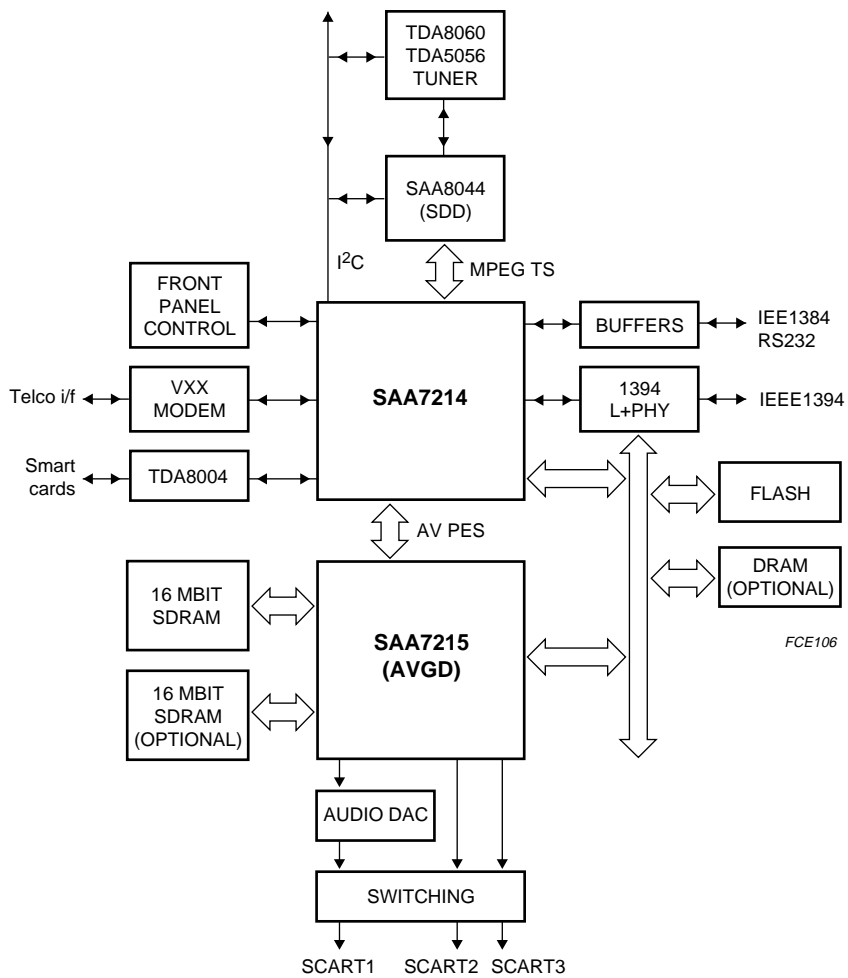 TDA8060
TDA5056
TUNER
SAA8044
(SDD)
I²C
MPEG TS
FRONT
PANEL
CONTROL
BUFFERS
IEE1384
RS232
Telco i/f
VXX
MODEM
SAA7214
1394
L+PHY
IEEE1394
Smart
cards
TDA8004
FLASH
AV PES
DRAM
(OPTIONAL)
16 MBIT
SDRAM
SAA7215
(AVGD)
FCE106
16 MBIT
SDRAM
(OPTIONAL)
AUDIO DAC
SWITCHING
SCART1 SCART2 SCART3